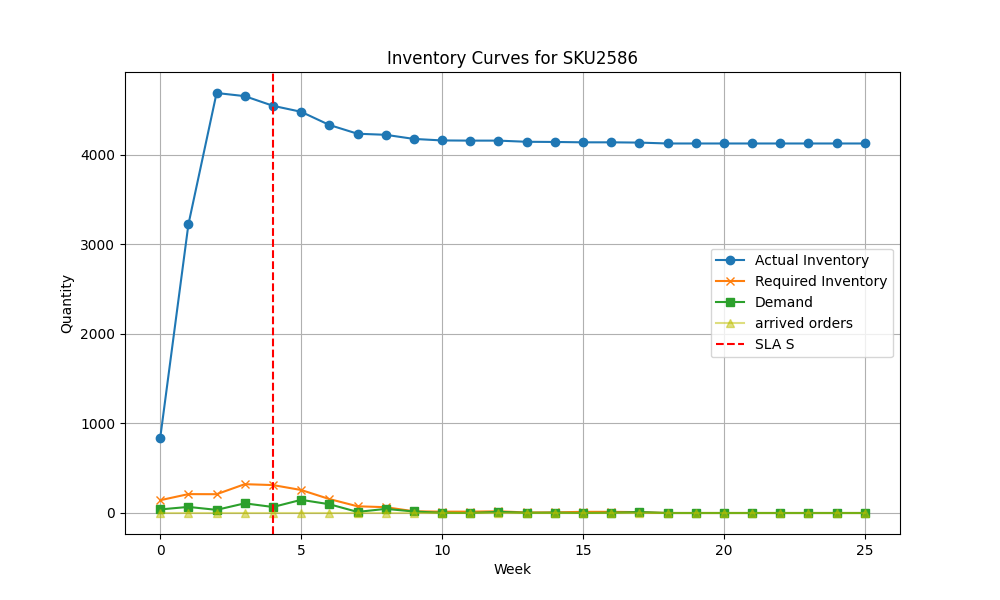 Inventory Curves for SKU2586
Quantity
4000
3000
2000
1000
0
Actual Inventory
Required Inventory
Demand
arrived orders
SLA S
0 5 10 15 20 25
Week